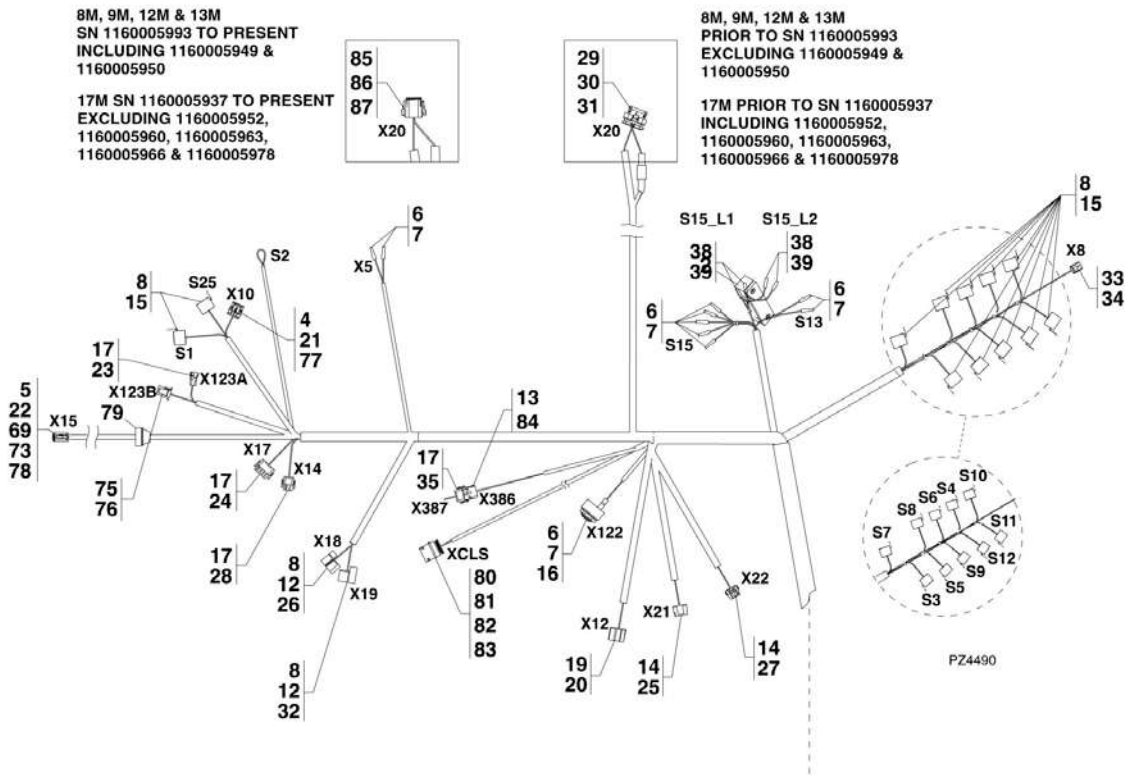 8M, 9M, 12M & 13M
SN 1160005993 TO PRESENT
INCLUDING 1160005949 &
1160005950
17M SN 1160005937 TO PRESENT
EXCLUDING 1160005952,
1160005960, 1160005963,
1160005966 & 1160005978
85
86
87
X20
29
30
31
X20
8M, 9M, 12M & 13M
PRIOR TO SN 1160005993
EXCLUDING 1160005949 &
1160005950
17M PRIOR TO SN 1160005937
INCLUDING 1160005952,
1160005960, 1160005963,
1160005966 & 1160005978
8
15
X8
33
34
6
7
X5
S2
S15_L1
S15_L2
38
2
39
38
39
6
7
S13
6
7
S15
8
15
S25
X10
S1
4
21
77
17
23
X123A
X123B
5
22
69
73
78
X15
79
75
76
X17
17
24
X14
17
28
13
84
17
35
X387
X386
X18
8
12
26
X19
8
12
32
XCLS
80
81
82
83
X122
6
7
16
X12
19
20
X21
14
25
X22
14
27
S10
S4
S6
S8
S7
S11
S12
S9
S5
S3
PZ4490